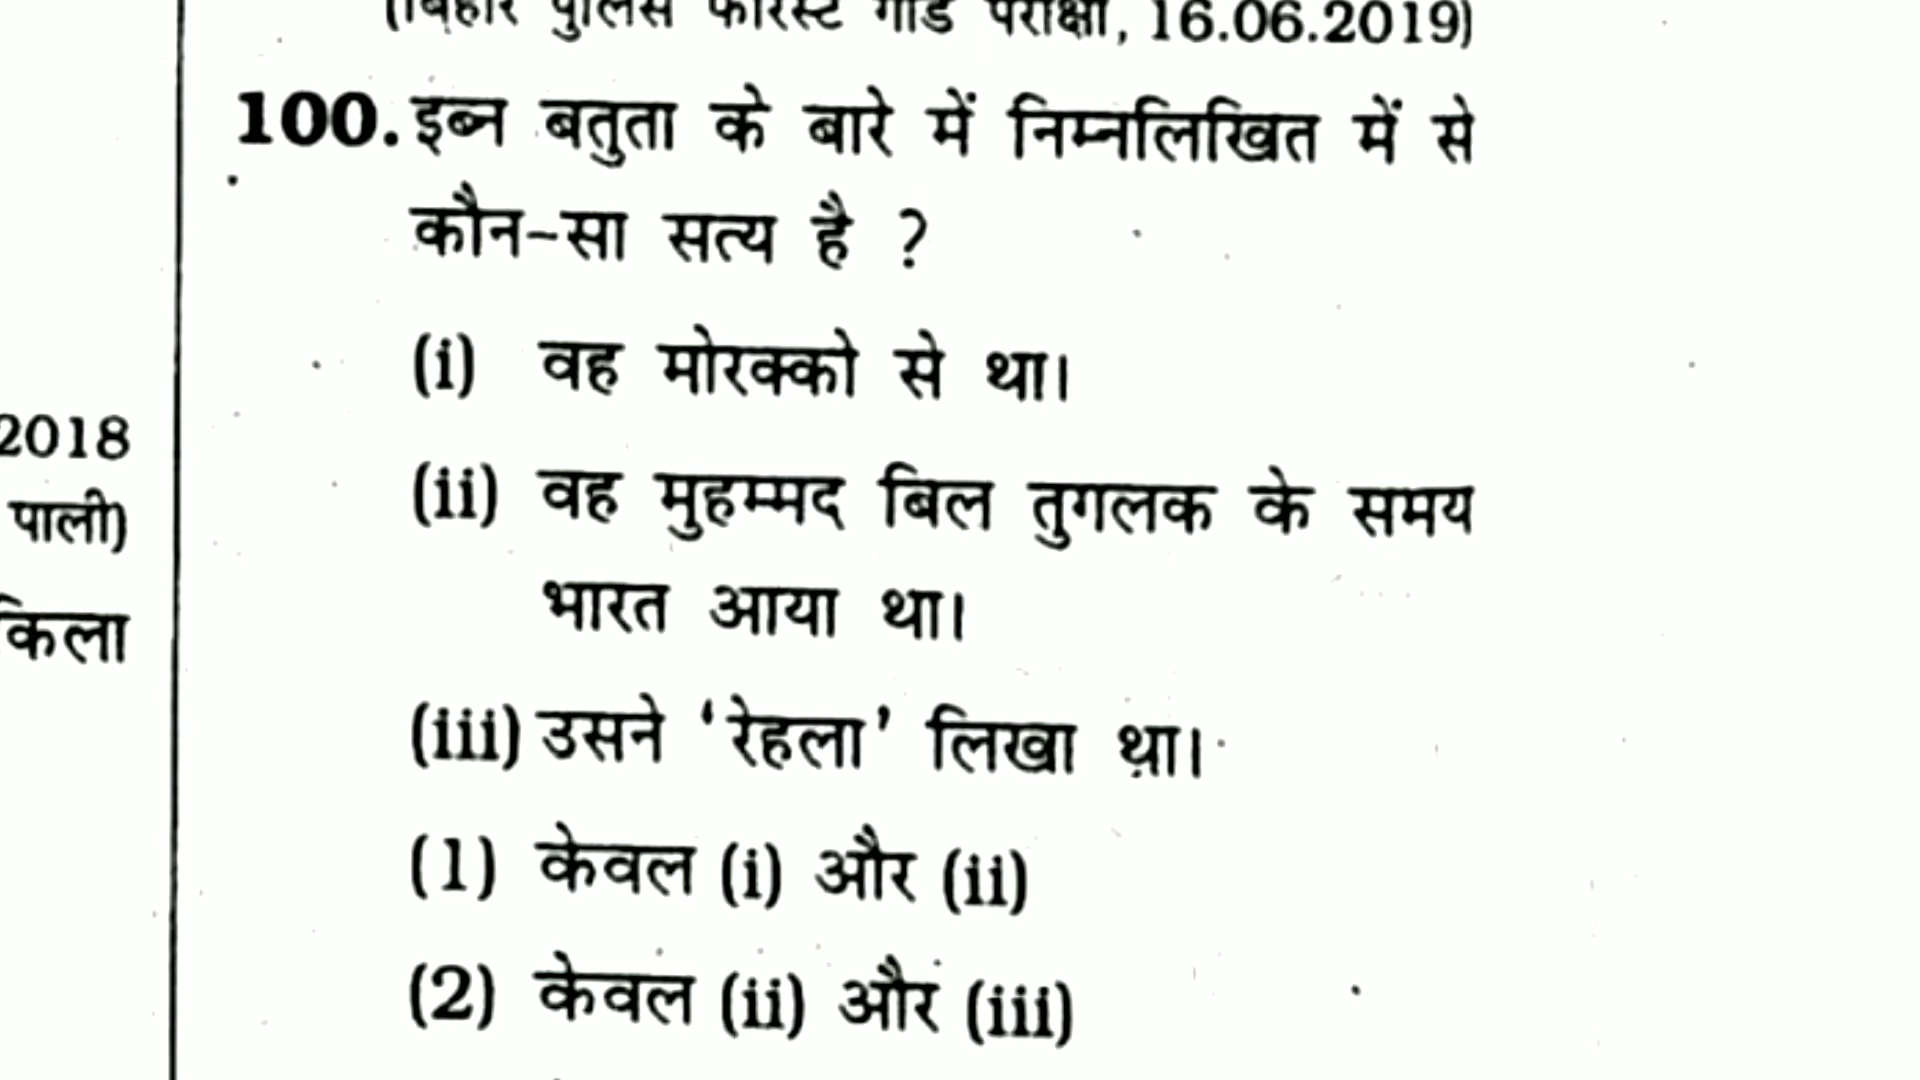 (बिहार पुलिस फॉरेस्ट गार्ड परीक्षा, 16.06.2019)
100. इब्न बतुता के बारे में निम्नलिखित में से
कौन-सा सत्य है ?
(i) वह मोरक्को से था।
(ii) वह मुहम्मद बिल तुगलक के समय
भारत आया था।
(iii) उसने ‘रेहला’ लिखा था।
(1) केवल (i) और (ii)
(2) केवल (ii) और (iii)
2018
पाली)
किला